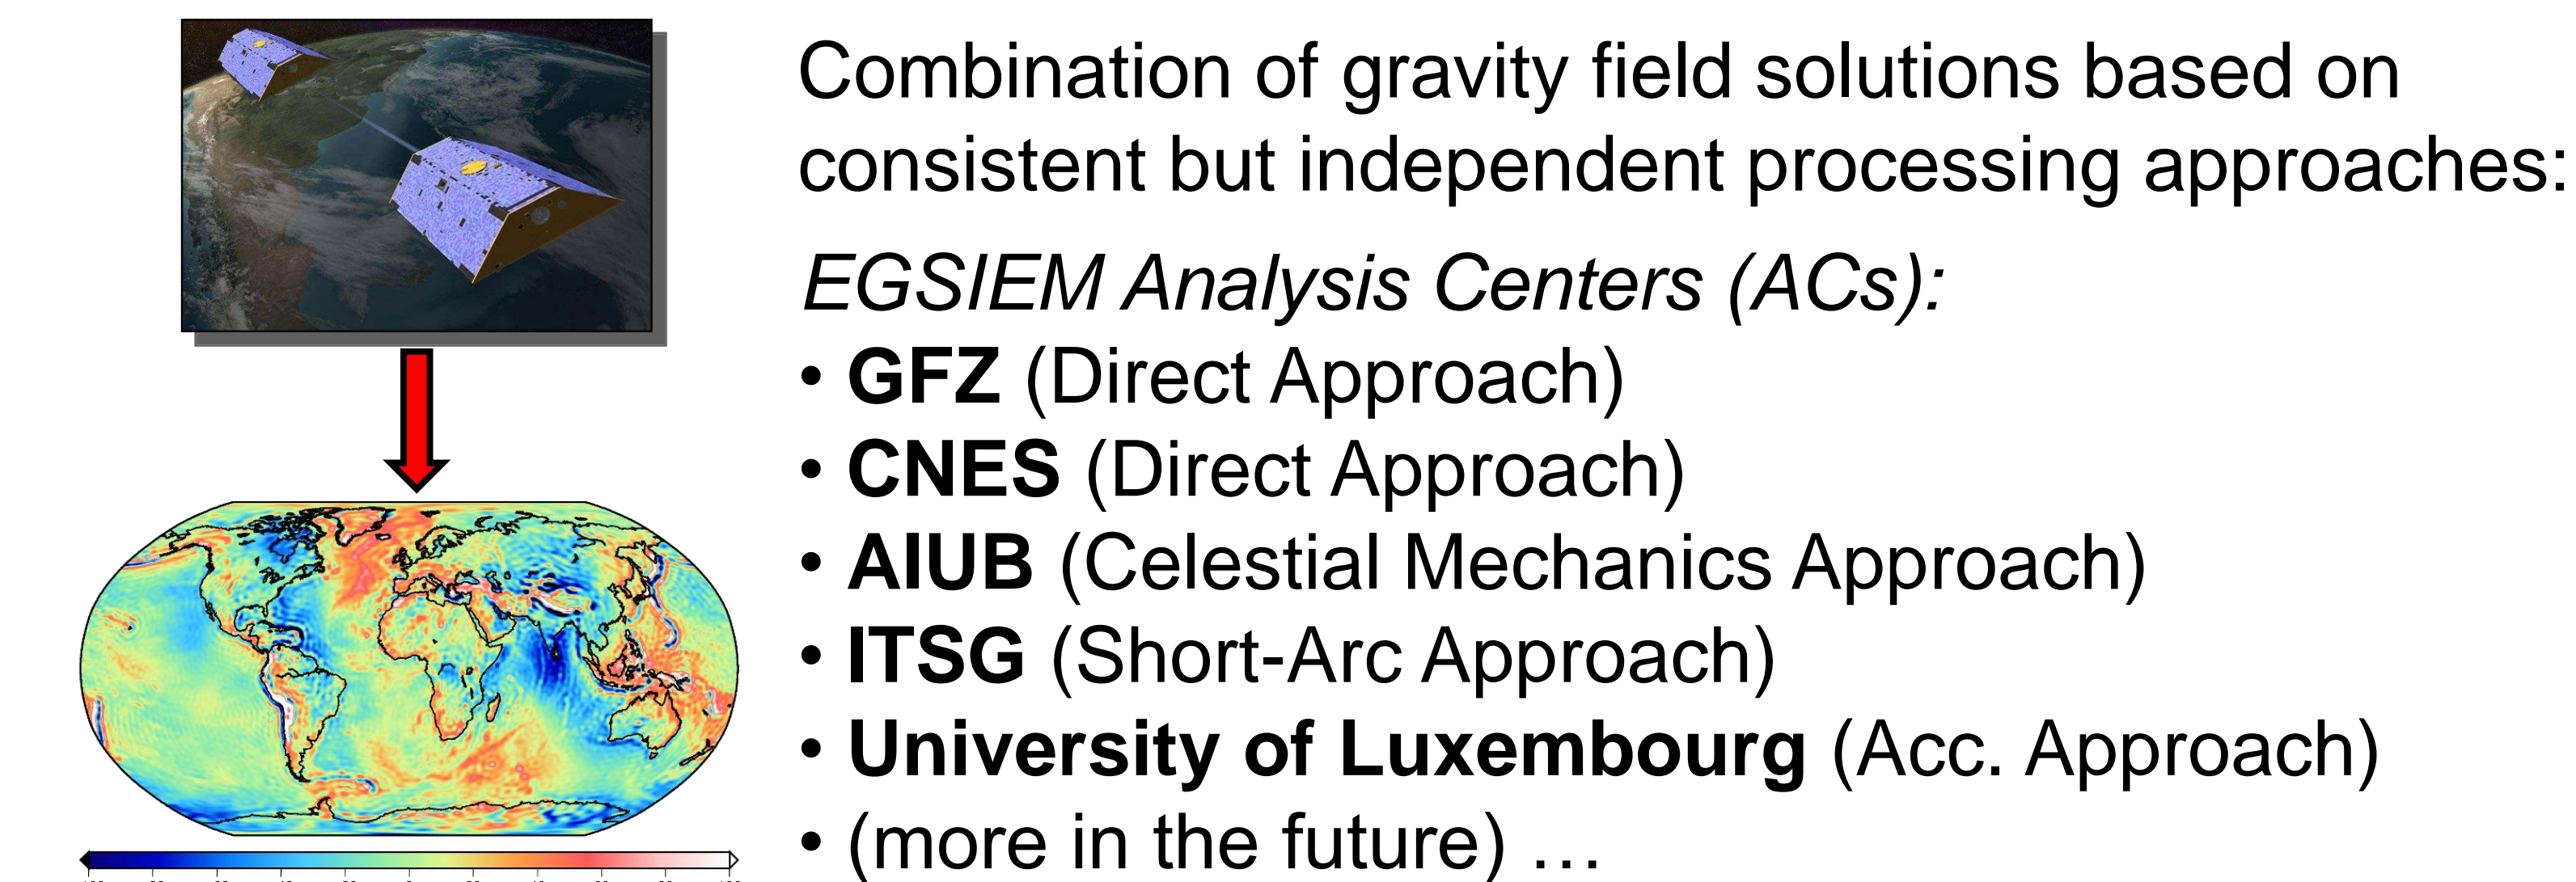 Combination of gravity field solutions based on
consistent but independent processing approaches:
EGSIEM Analysis Centers (ACs):
• GFZ (Direct Approach)
• CNES (Direct Approach)
• AIUB (Celestial Mechanics Approach)
• ITSG (Short-Arc Approach)
• University of Luxembourg (Acc. Approach)
• (more in the future) …